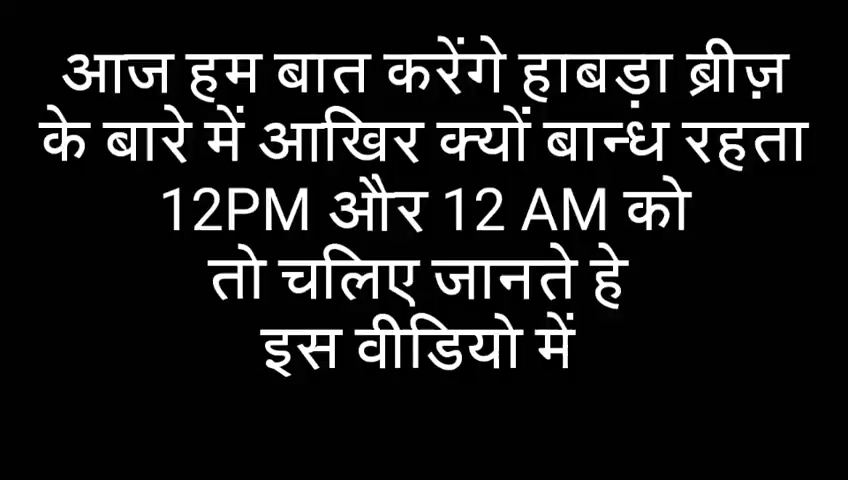 आज हम बात करेंगे हाबड़ा ब्रीज़
के बारे में आखिर क्यों बान्ध रहता
12PM और 12 AM को
तो चलिए जानते हे
इस वीडियो में